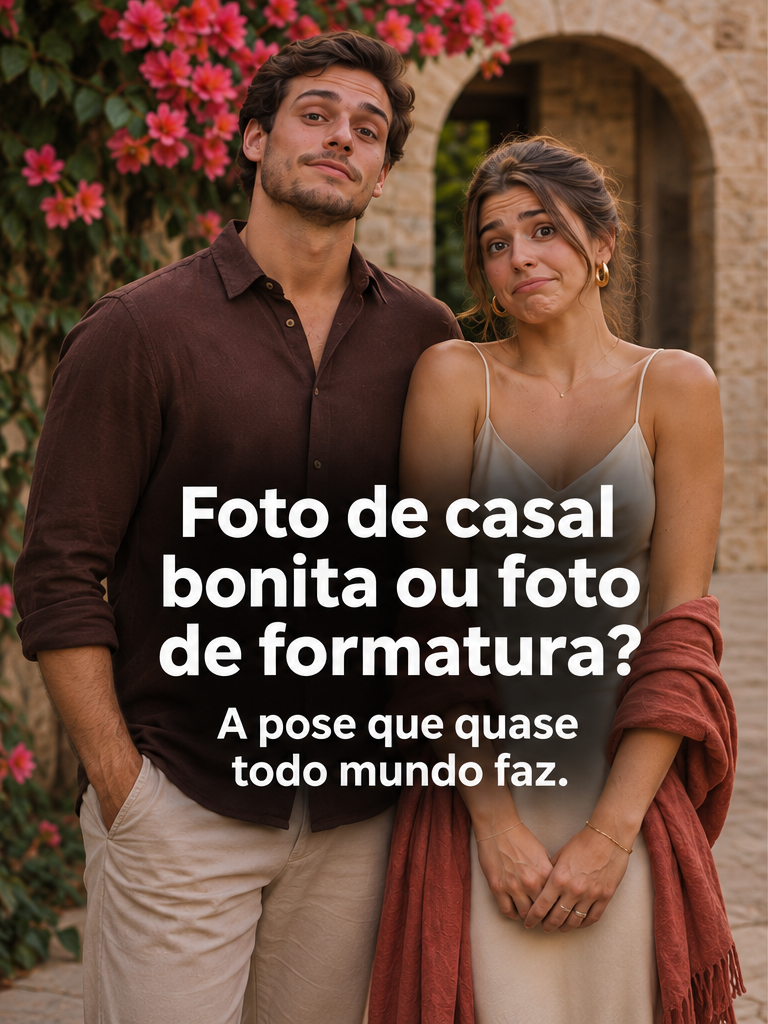 Foto de casal
bonita ou foto
de formatura?
A pose que quase
todo mundo faz.